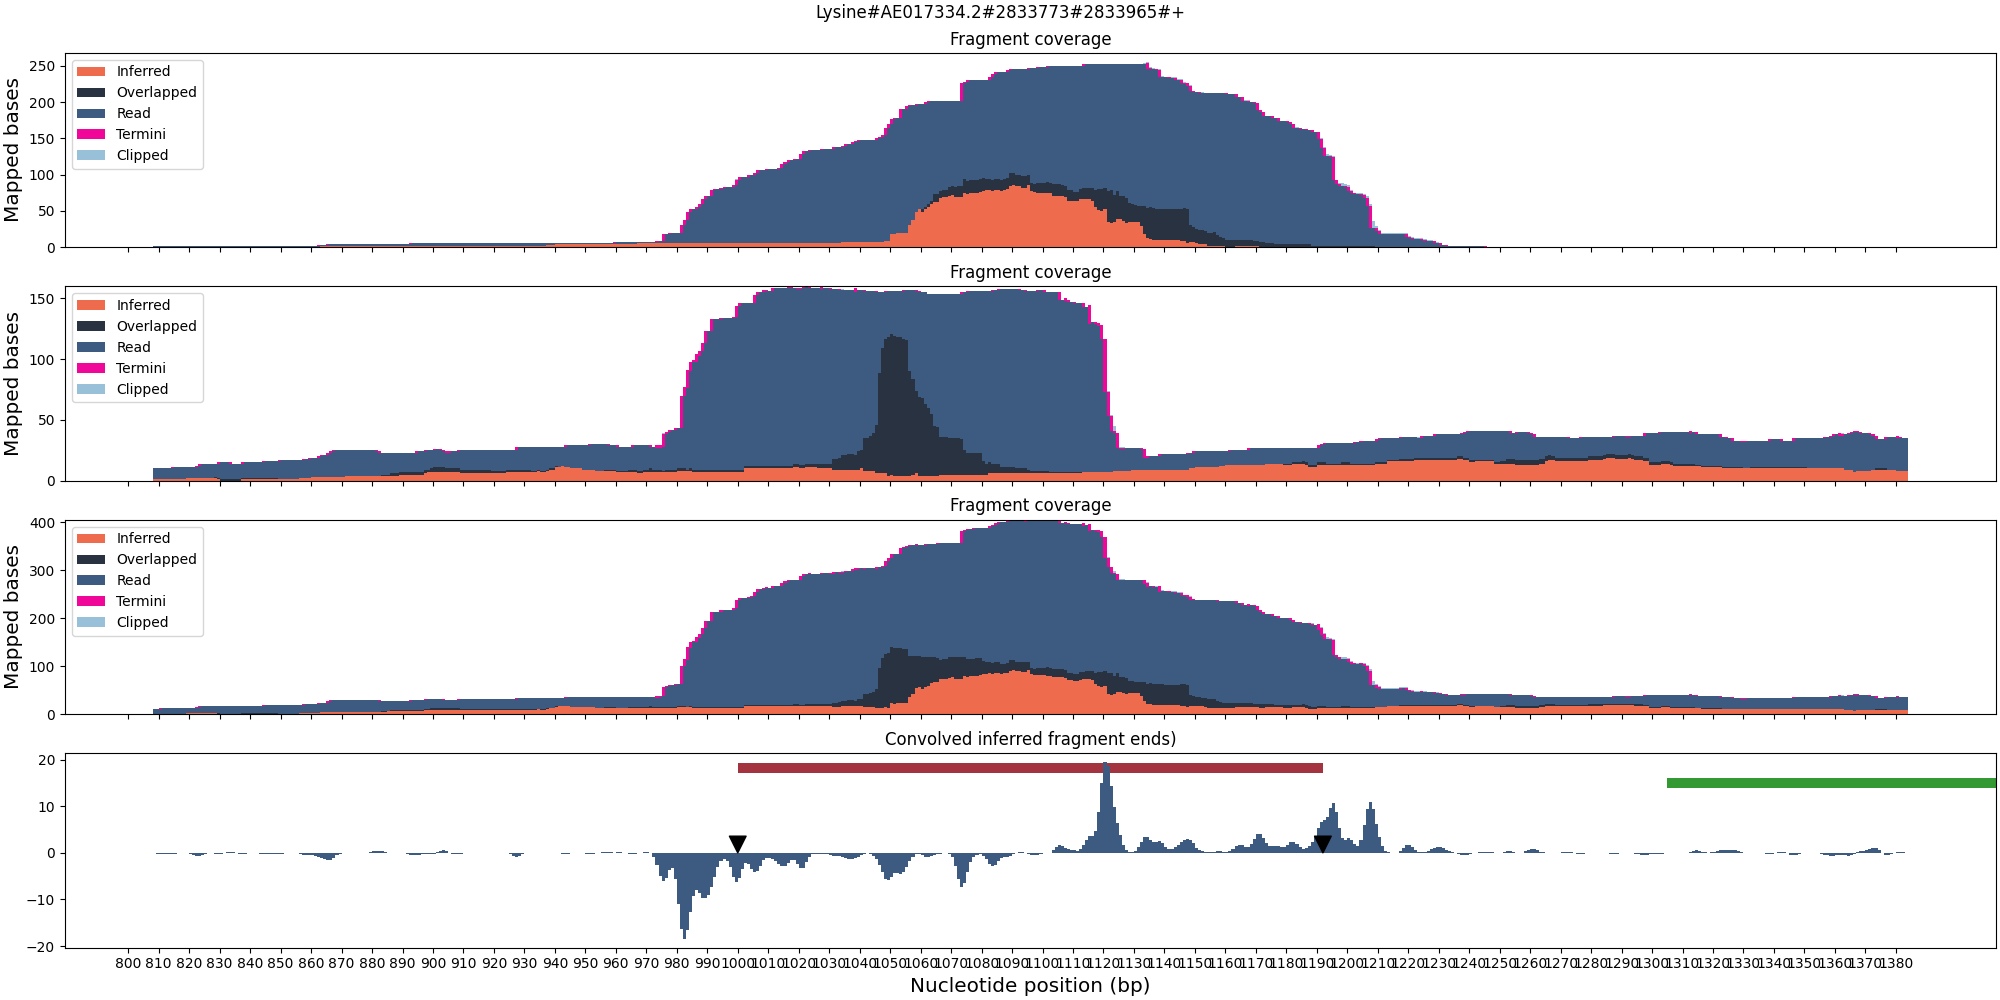 Lysine#AE017334.2#2833773#2833965#+
Fragment coverage
Mapped bases
250
200
150
100
50
0
Inferred
Overlapped
Read
Termini
Clipped
Fragment coverage
Mapped bases
150
100
50
0
Inferred
Overlapped
Read
Termini
Clipped
Fragment coverage
Mapped bases
400
300
200
100
0
Inferred
Overlapped
Read
Termini
Clipped
Convolved inferred fragment ends)
20
10
0
−10
−20
800 810 820 830 840 850 860 870 880 890 900 910 920 930 940 950 960 970 980 990 1000 1010 1020 1030 1040 1050 1060 1070 1080 1090 1100 1110 1120 1130 1140 1150 1160 1170 1180 1190 1200 1210 1220 1230 1240 1250 1260 1270 1280 1290 1300 1310 1320 1330 1340 1350 1360 1370 1380
Nucleotide position (bp)